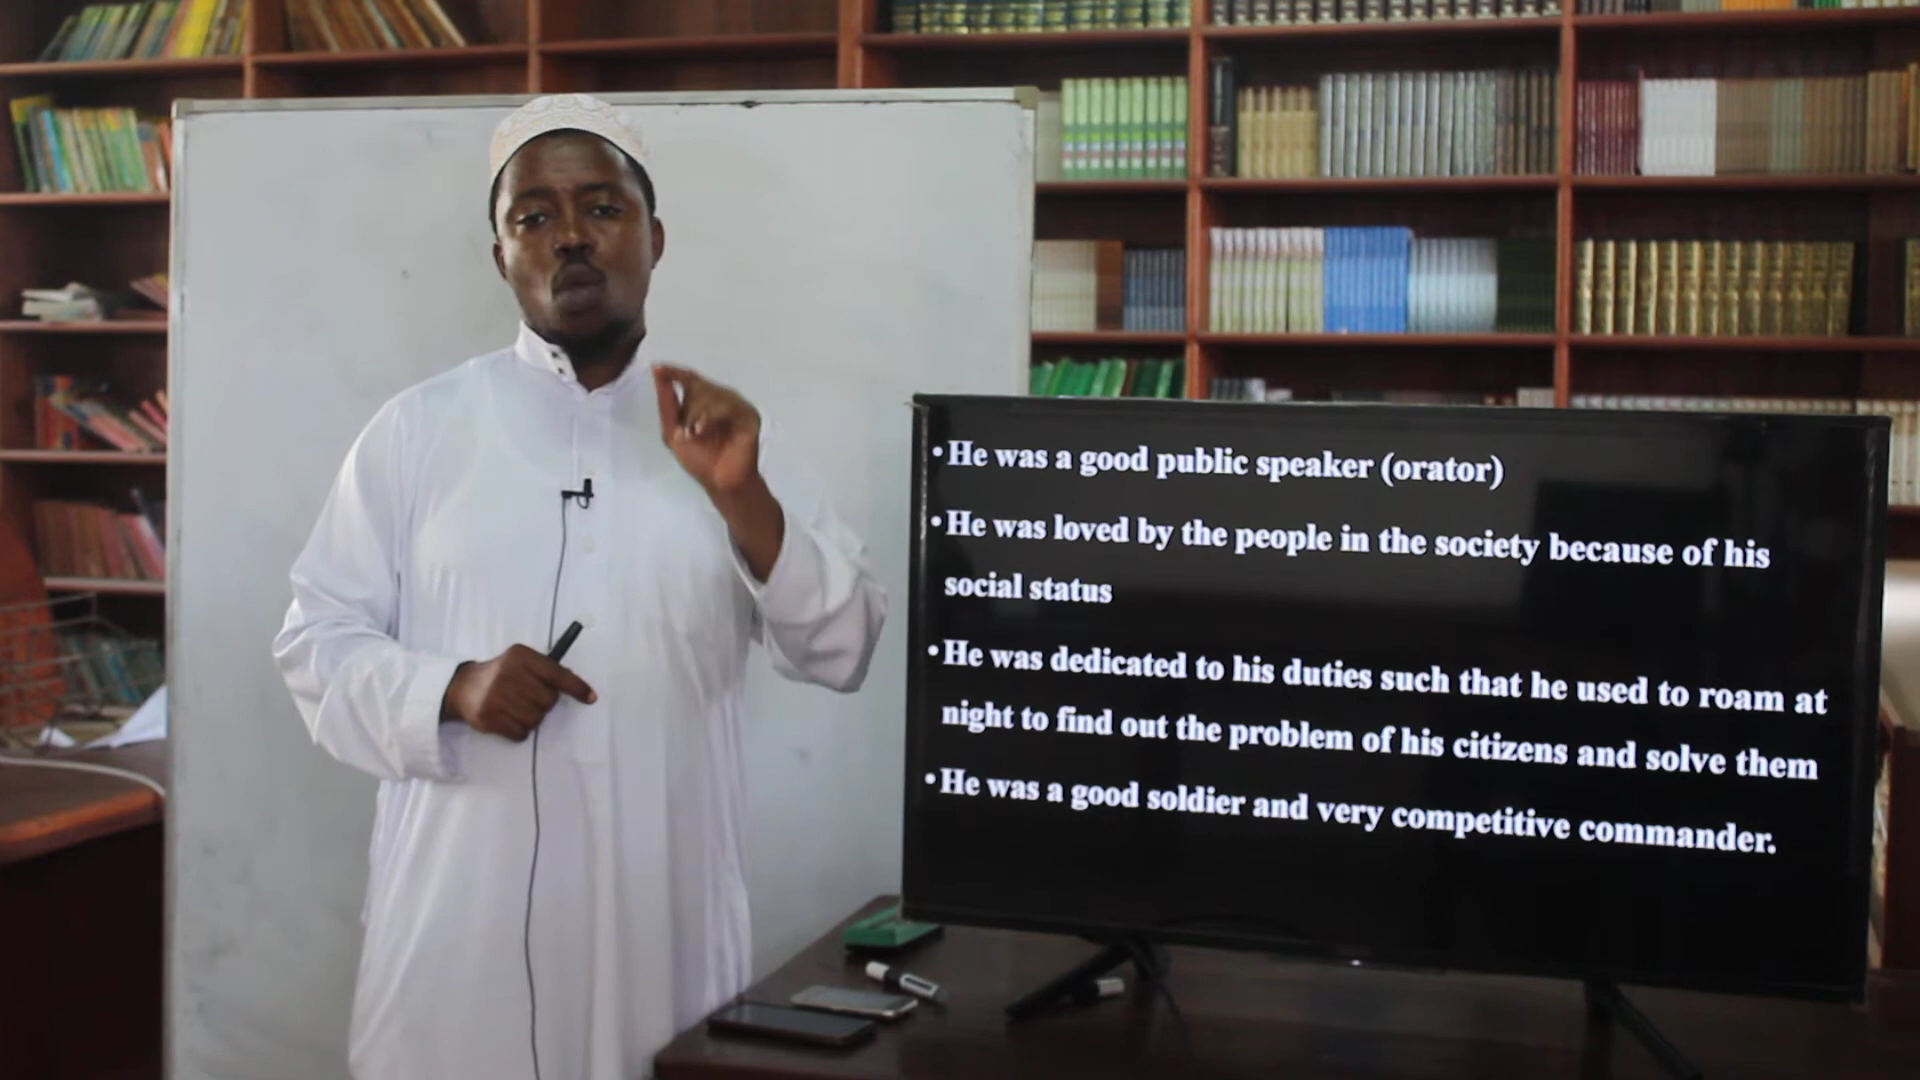 •He was a good public speaker (orator)
•He was loved by the people in the society because of his
social status
•He was dedicated to his duties such that he used to roam at
night to find out the problem of his citizens and solve them
•He was a good soldier and very competitive commander.